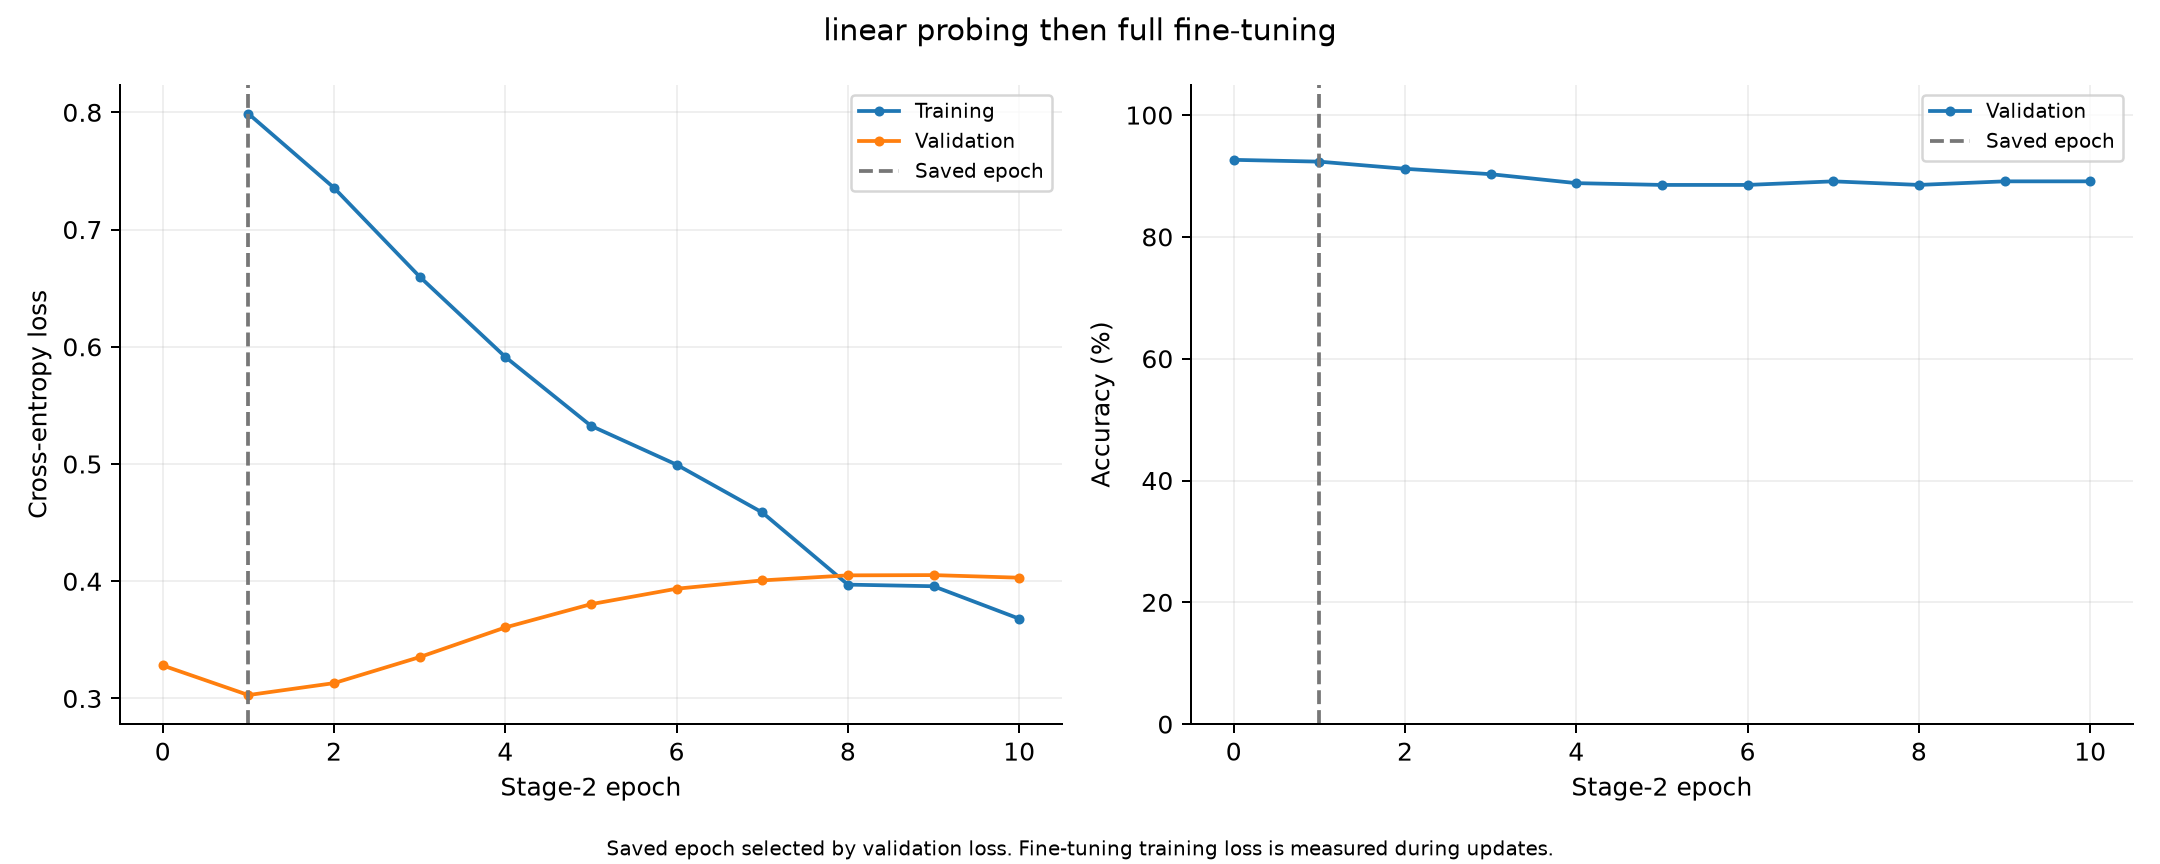 linear probing then full fine-tuning
Cross-entropy loss
0.8
0.7
0.6
0.5
0.4
0.3
0 2 4 6 8 10
Stage-2 epoch
Training
Validation
Saved epoch
Accuracy (%)
100
80
60
40
20
0
0 2 4 6 8 10
Stage-2 epoch
Validation
Saved epoch
Saved epoch selected by validation loss. Fine-tuning training loss is measured during updates.